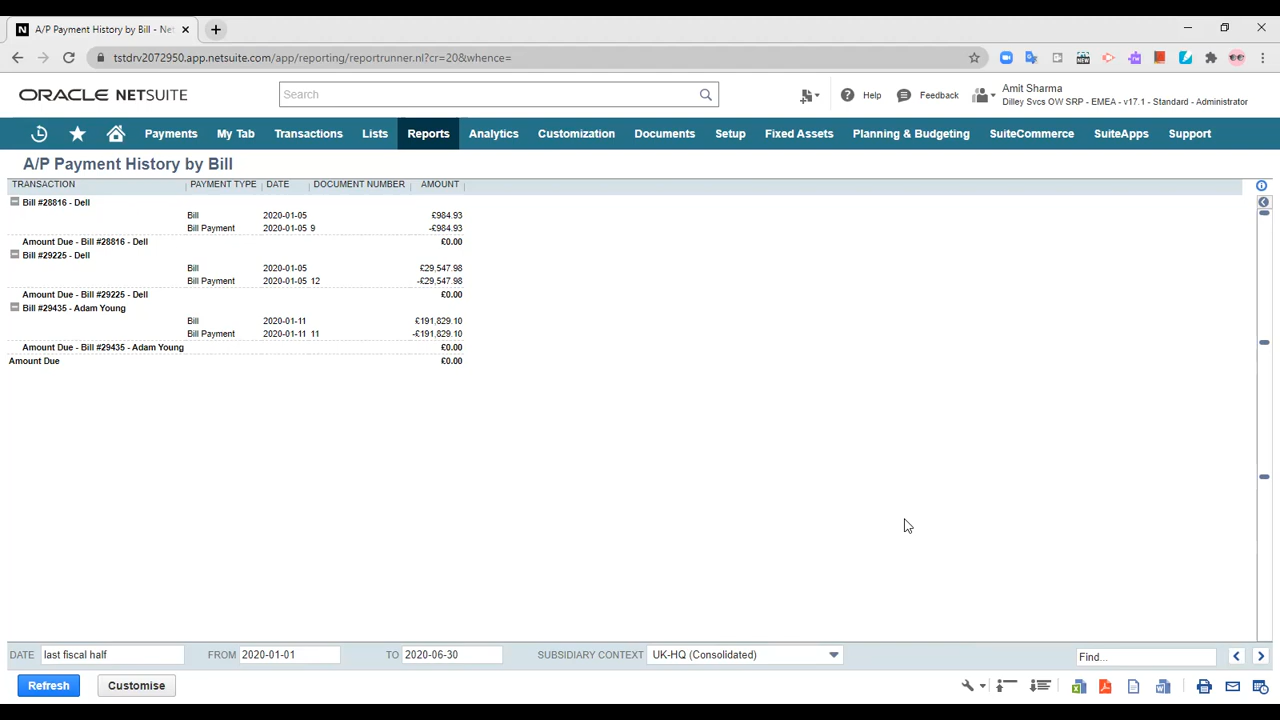 N A/P Payment History by Bill - Net
tstdrv2072950.app.netsuite.com/app/reporting/reportrunner.nl?cr=20&whence=
NEW
ORACLE NETSUITE
Search
Help
Feedback
Amit Sharma
Dilley Svcs OW SRP - EMEA - v17.1 - Standard - Administrator
Payments My Tab Transactions Lists Reports Analytics Customization Documents Setup Fixed Assets Planning & Budgeting SuiteCommerce SuiteApps Support
A/P Payment History by Bill
TRANSACTION PAYMENT TYPE DATE DOCUMENT NUMBER AMOUNT
Bill #28816 - Dell
Bill 2020-01-05 £984.93
Bill Payment 2020-01-05 9 -£984.93
Amount Due - Bill #28816 - Dell £0.00
Bill #29225 - Dell
Bill 2020-01-05 £29,547.98
Bill Payment 2020-01-05 12 -£29,547.98
Amount Due - Bill #29225 - Dell £0.00
Bill #29435 - Adam Young
Bill 2020-01-11 £191,829.10
Bill Payment 2020-01-11 11 -£191,829.10
Amount Due - Bill #29435 - Adam Young £0.00
Amount Due £0.00
DATE last fiscal half FROM 2020-01-01 TO 2020-06-30 SUBSIDIARY CONTEXT UK-HQ (Consolidated) Find...
Refresh Customise